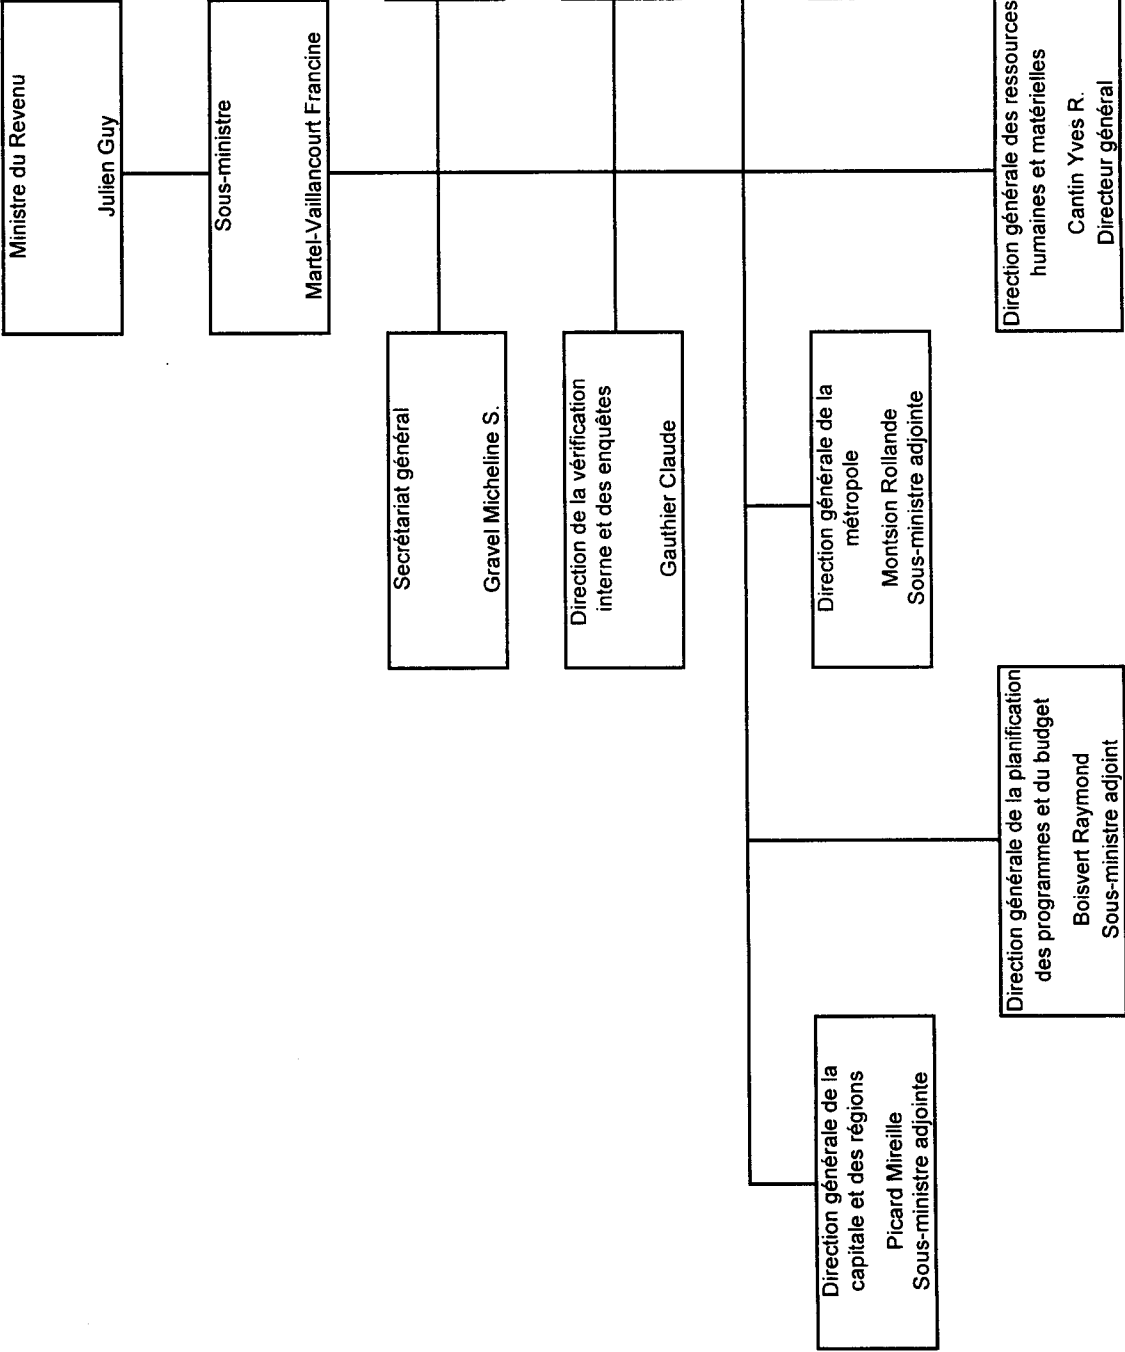 Ministre du Revenu
Julien Guy
Sous-ministre
Martel-Vaillancourt Francine
Secrétariat général
Gravel Micheline S.
Direction de la vérification
interne et des enquêtes
Gauthier Claude
Direction générale de la
capitale et des régions
Picard Mireille
Sous-ministre adjointe
Direction générale de la planification
des programmes et du budget
Boisvert Raymond
Sous-ministre adjoint
Direction générale de la
métropole
Montsion Rollande
Sous-ministre adjointe
Direction générale des ressources
humaines et matérielles
Cantin Yves R.
Directeur général